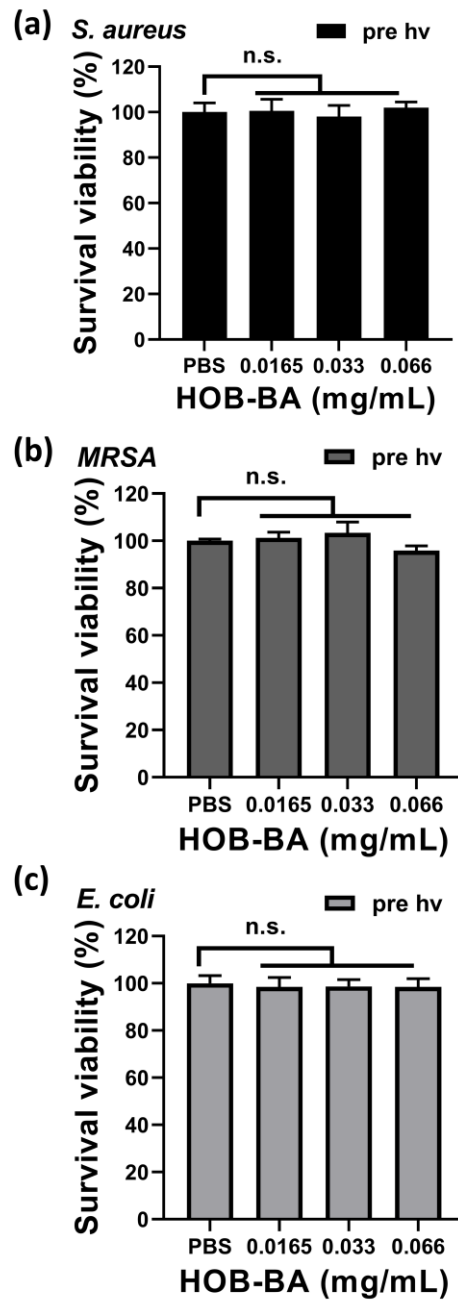 (a) S. aureus pre hv
n.s.
120
100
80
60
40
20
0
Survival viability (%)
PBS 0.0165 0.033 0.066
HOB-BA (mg/mL)
(b) MRSA pre hv
n.s.
120
100
80
60
40
20
0
Survival viability (%)
PBS 0.0165 0.033 0.066
HOB-BA (mg/mL)
(c) E. coli pre hv
n.s.
120
100
80
60
40
20
0
Survival viability (%)
PBS 0.0165 0.033 0.066
HOB-BA (mg/mL)